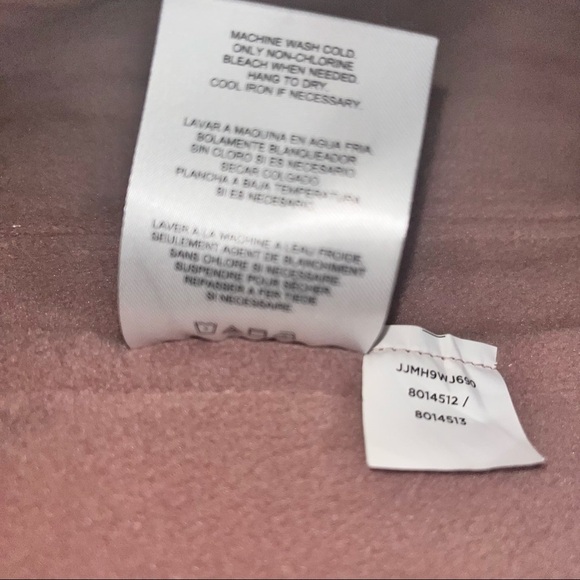 MACHINE WASH COLD.
ONLY NON-CHLORINE
BLEACH WHEN NEEDED.
HANG TO DRY.
COOL IRON IF NECESSARY.
LAVAR A MAQUINA EN AGUA FRIA.
SOLAMENTE BLANQUEADOR
SIN CLORO SI ES NECESARIO
SECAR COLGADO
PLANCHA A BAJA TEMPERATURA
SI ES NECESARIO.
LAVER A LA MACHINE A L'EAU FROIDE
SEULEMENT AGENT DE BLANCHIMENT
SANS CHLORE SI NECESSAIRE
SUSPENDRE POUR SÉCHER
REPASSER A FER TIEDE
SI NECESSAIRE.
JJMH9WJ690
8014512 /
8014513